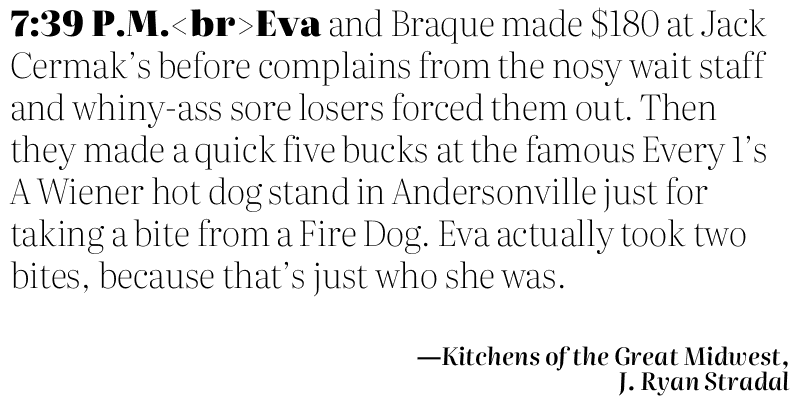 7:39 P.M.<br>Eva and Braque made $180 at Jack
Cermak’s before complains from the nosy wait staff
and whiny-ass sore losers forced them out. Then
they made a quick five bucks at the famous Every 1’s
A Wiener hot dog stand in Andersonville just for
taking a bite from a Fire Dog. Eva actually took two
bites, because that’s just who she was.
—Kitchens of the Great Midwest,
J. Ryan Stradal